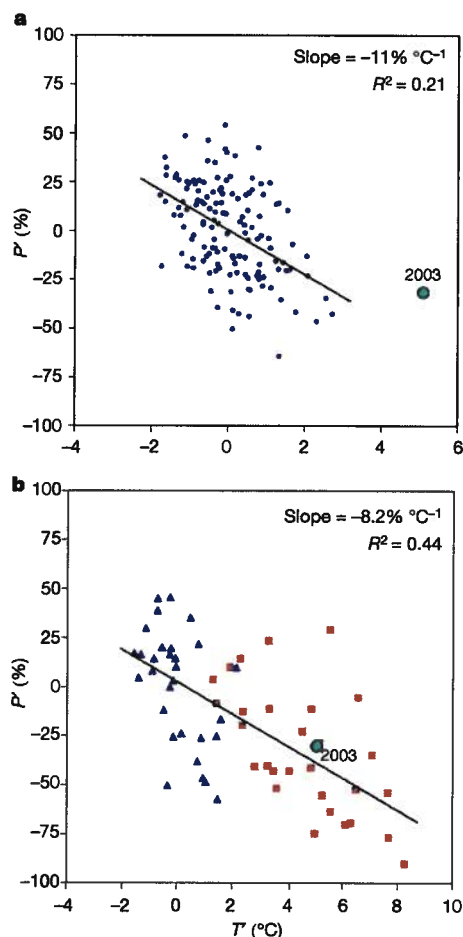 a
100
Slope = −11% °C⁻¹
R² = 0.21
75
50
25
P′ (%)
0
2003
−25
−50
−75
−100
−4 −2 0 2 4 6
b
100
Slope = −8.2% °C⁻¹
R² = 0.44
75
50
25
P′ (%)
0
−25
2003
−50
−75
−100
−4 −2 0 2 4 6 8 10
T′ (°C)